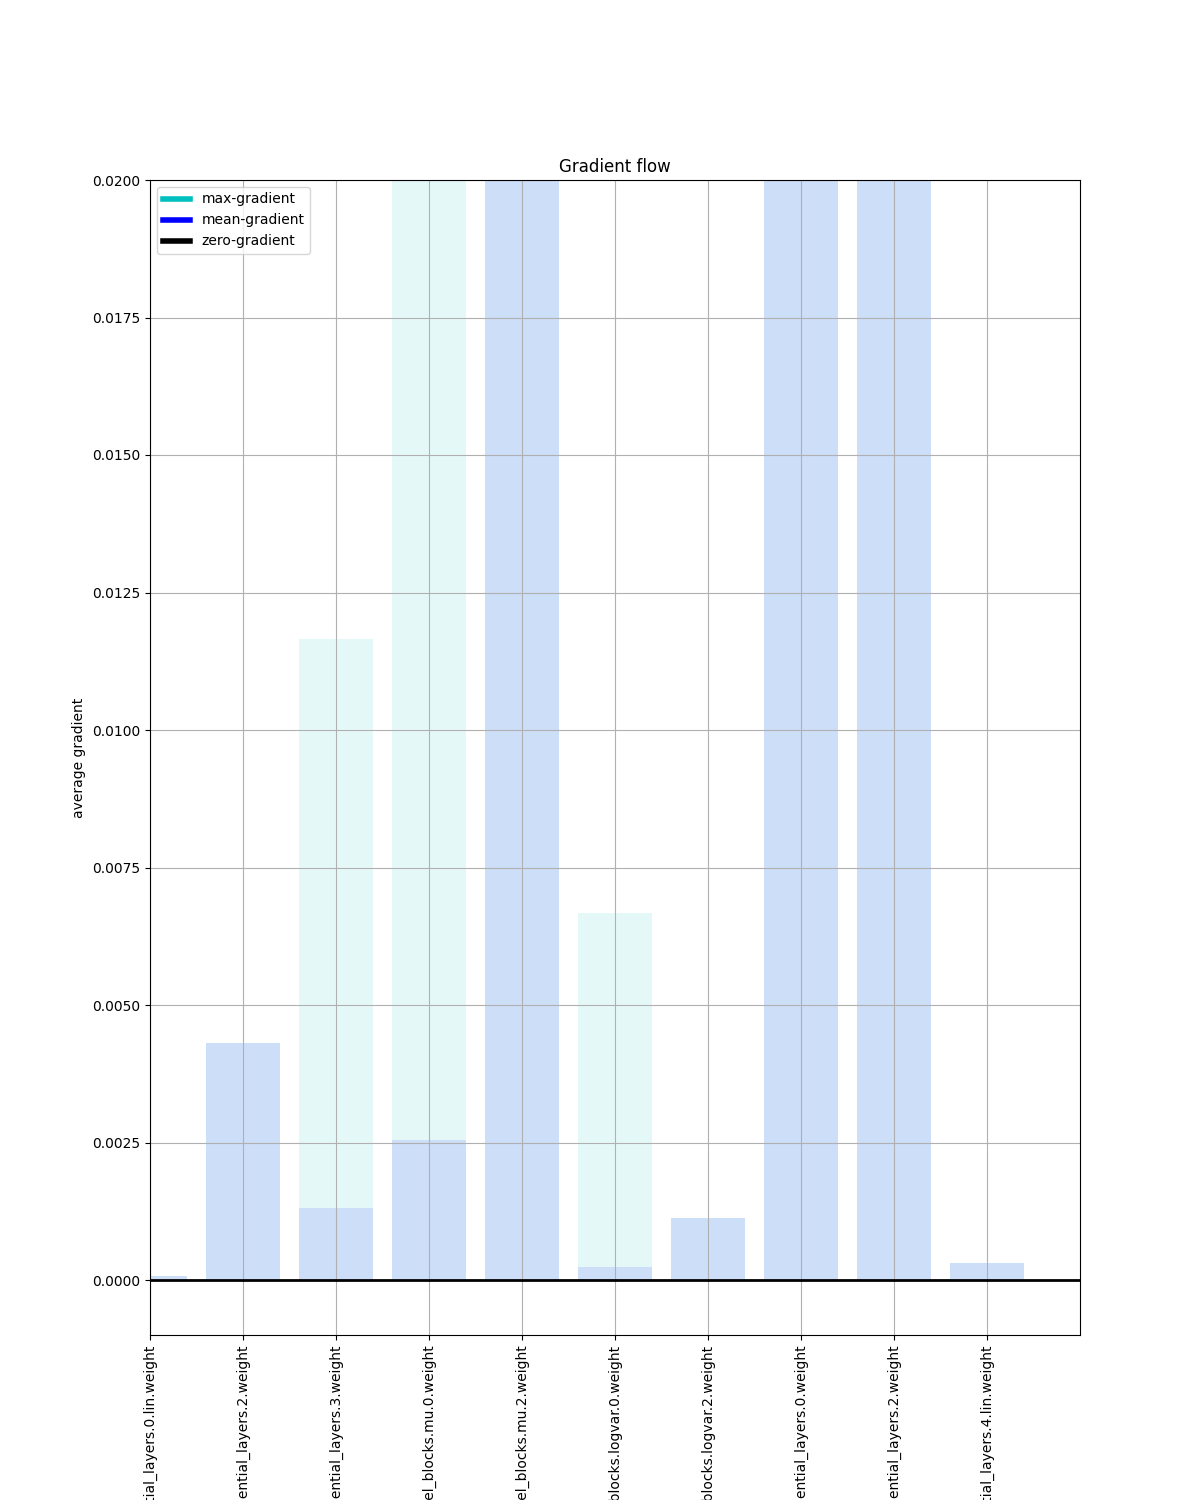 Gradient flow
max-gradient
mean-gradient
zero-gradient
0.0200
0.0175
0.0150
0.0125
0.0100
0.0075
0.0050
0.0025
0.0000
average gradient
tial_layers.0.lin.weight
ential_layers.2.weight
ential_layers.3.weight
el_blocks.mu.0.weight
el_blocks.mu.2.weight
blocks.logvar.0.weight
blocks.logvar.2.weight
ential_layers.0.weight
ential_layers.2.weight
tial_layers.4.lin.weight